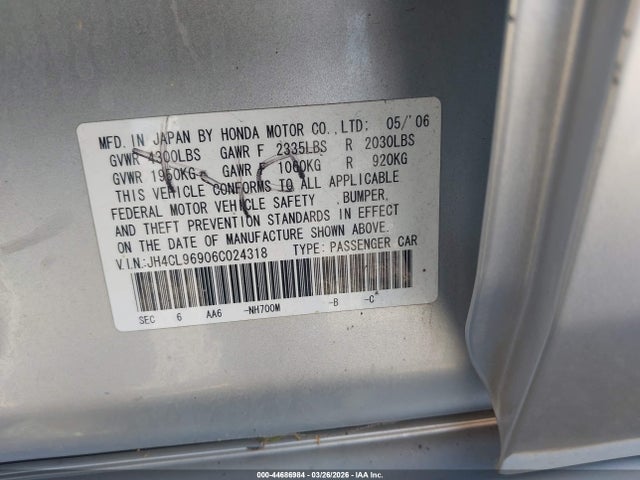 MFD. IN JAPAN BY HONDA MOTOR CO.,LTD: 05/'06
GVWR 4300LBS GAWR F 2335LBS R 2030LBS
GVWR 1950KG GAWR F 1060KG R 920KG
THIS VEHICLE CONFORMS TO ALL APPLICABLE
FEDERAL MOTOR VEHICLE SAFETY ,BUMPER,
AND THEFT PREVENTION STANDARDS IN EFFECT
ON THE DATE OF MANUFACTURE SHOWN ABOVE.
V.I.N.:JH4CL96906C024318 TYPE: PASSENGER CAR
SEC 6 AA6 -NH700M -B -C
000-44686984 | 03/26/2026 - IAA Inc.